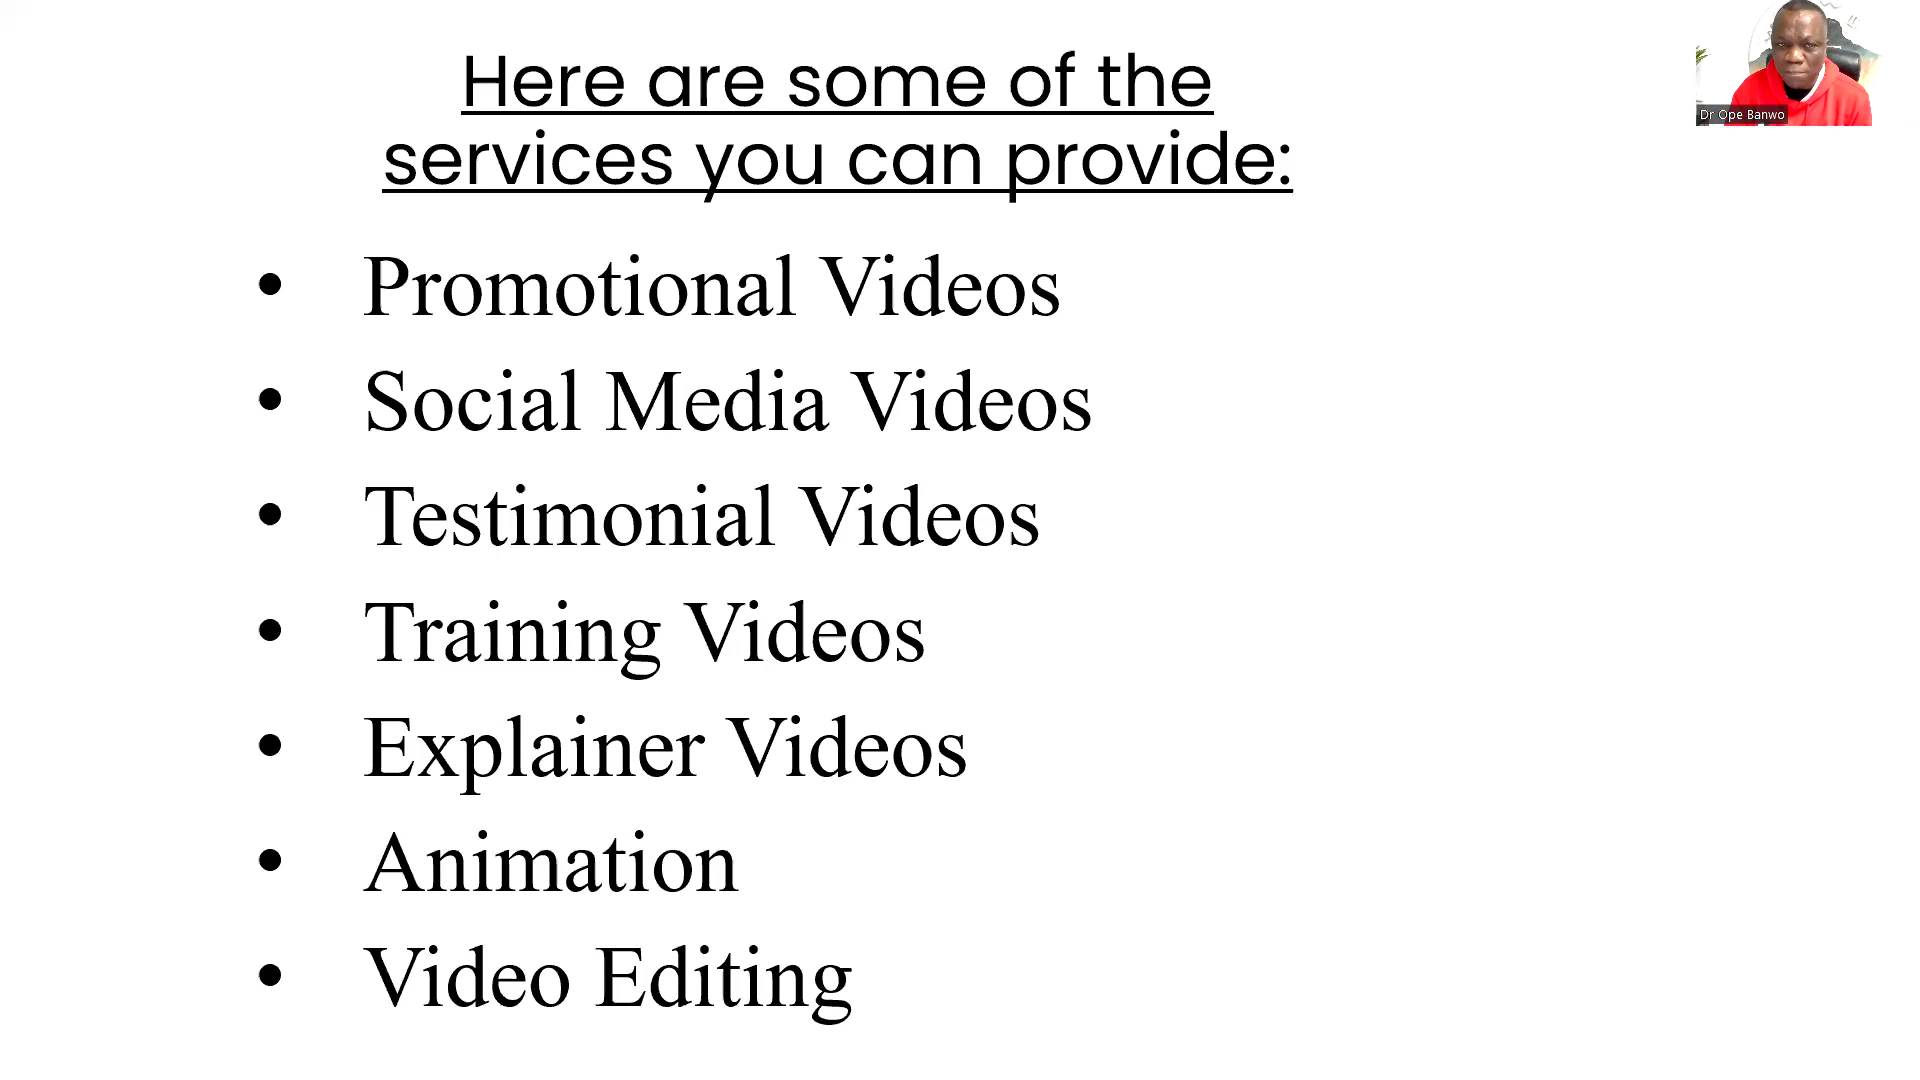 Here are some of the
services you can provide:
• Promotional Videos
• Social Media Videos
• Testimonial Videos
• Training Videos
• Explainer Videos
• Animation
• Video Editing
Dr Ope Banwo